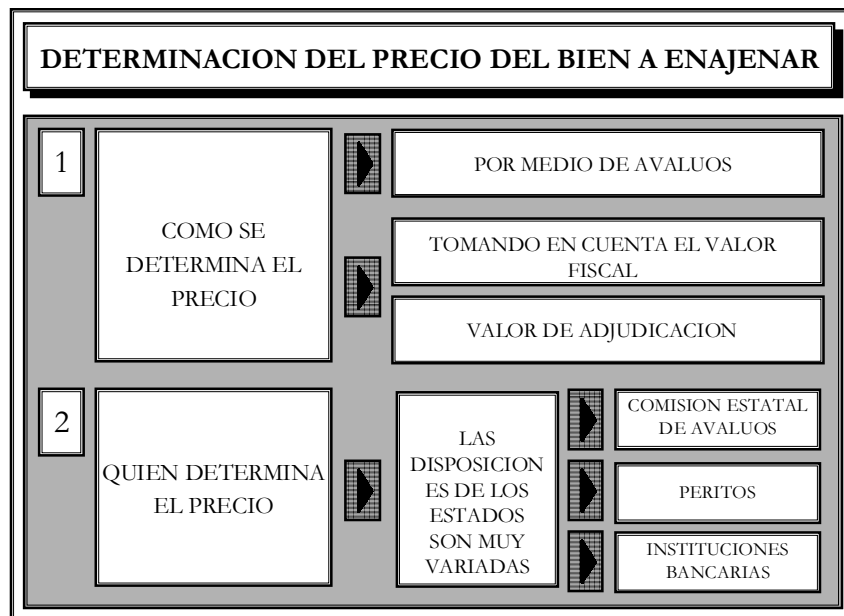 DETERMINACION DEL PRECIO DEL BIEN A ENAJENAR
1
COMO SE
DETERMINA EL
PRECIO
POR MEDIO DE AVALUOS
TOMANDO EN CUENTA EL VALOR
FISCAL
VALOR DE ADJUDICACION
2
QUIEN DETERMINA
EL PRECIO
LAS
DISPOSICION
ES DE LOS
ESTADOS
SON MUY
VARIADAS
COMISION ESTATAL
DE AVALUOS
PERITOS
INSTITUCIONES
BANCARIAS